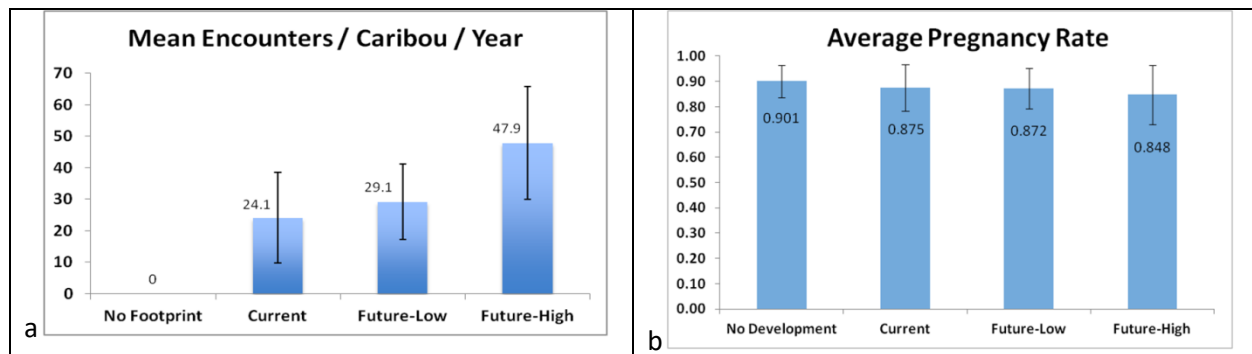 Mean Encounters / Caribou / Year
70
60
50
40
30
20
10
0
0
24.1
29.1
47.9
No Footprint
Current
Future-Low
Future-High
a
Average Pregnancy Rate
1.00
0.90
0.80
0.70
0.60
0.50
0.40
0.30
0.20
0.10
0.00
0.901
0.875
0.872
0.848
No Development
Current
Future-Low
Future-High
b